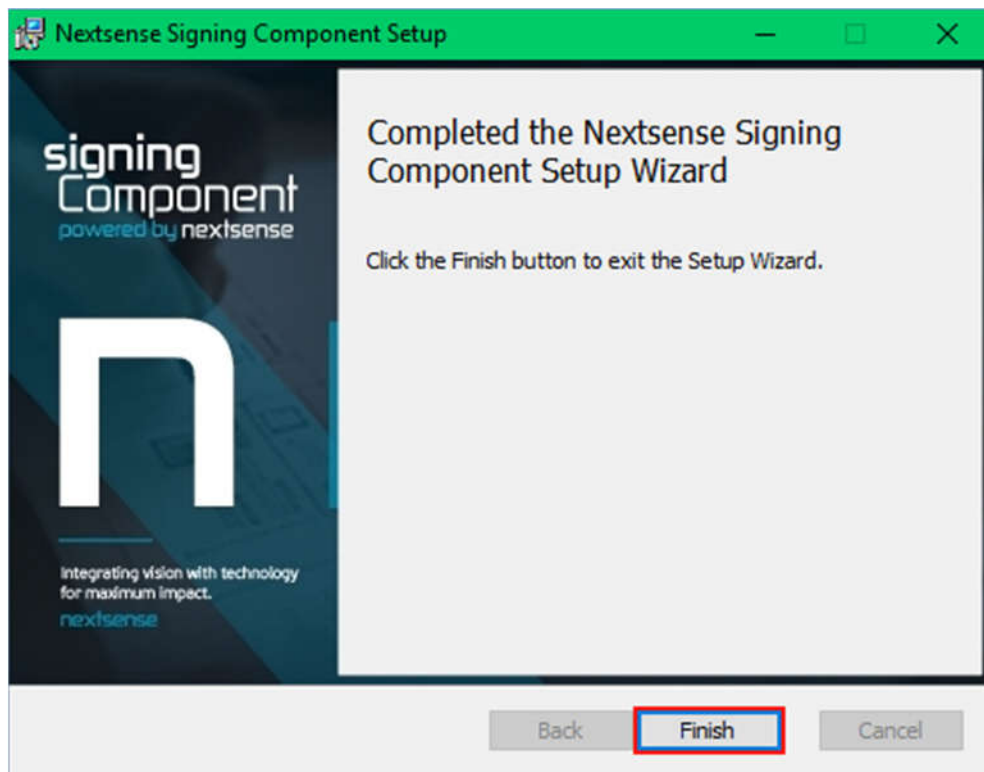 Nextsense Signing Component Setup
signing
Component
powered by nextsense
Completed the Nextsense Signing
Component Setup Wizard
Click the Finish button to exit the Setup Wizard.
n
Integrating vision with technology
for maximum impact.
nextsense
Back
Finish
Cancel